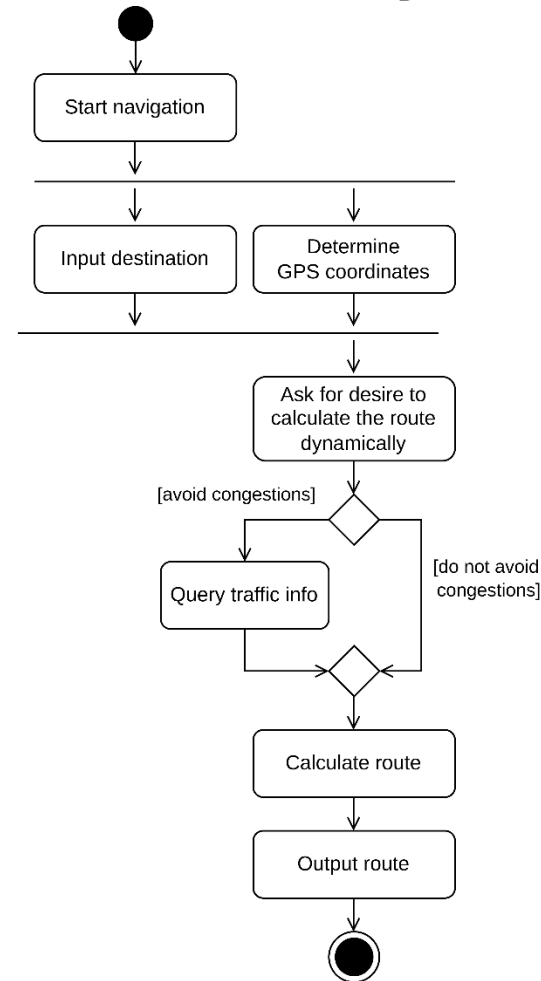 Start navigation
Input destination
Determine
GPS coordinates
Ask for desire to
calculate the route
dynamically
[avoid congestions]
[do not avoid
congestions]
Query traffic info
Calculate route
Output route